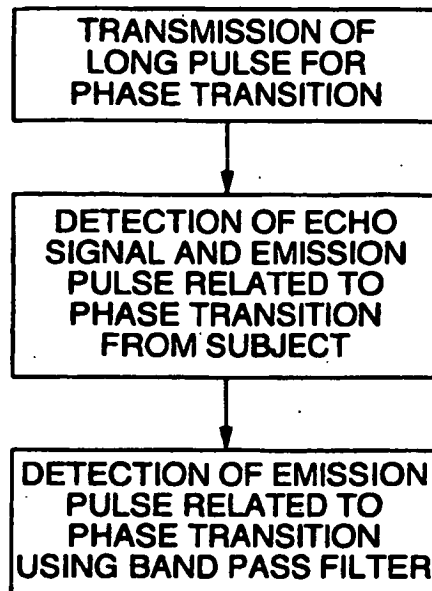 TRANSMISSION OF
LONG PULSE FOR
PHASE TRANSITION
DETECTION OF ECHO
SIGNAL AND EMISSION
PULSE RELATED TO
PHASE TRANSITION
FROM SUBJECT
DETECTION OF EMISSION
PULSE RELATED TO
PHASE TRANSITION
USING BAND PASS FILTER